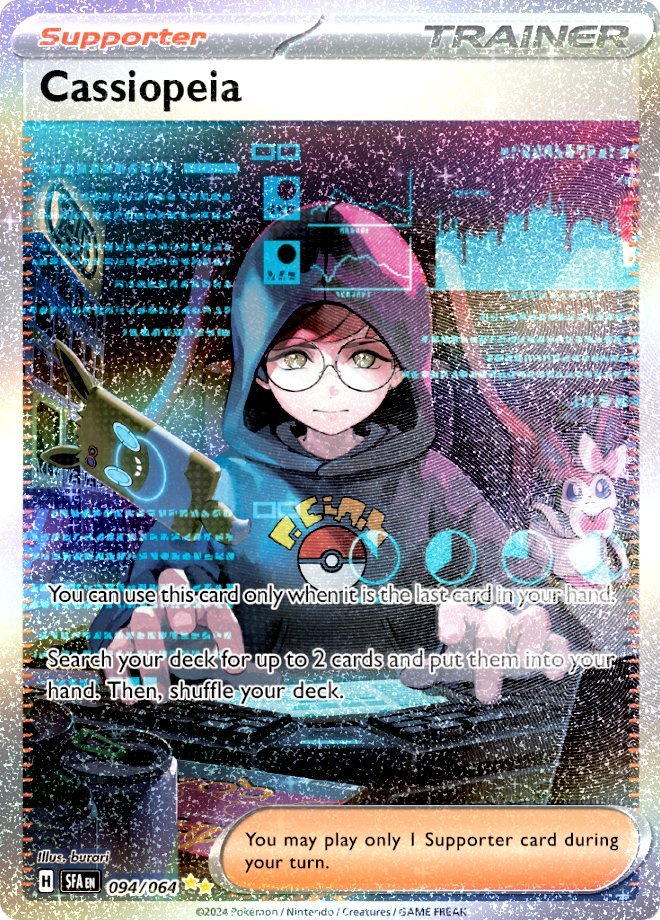 Supporter
TRAINER
Cassiopeia
You can use this card only when it is the last card in your hand.
Search your deck for up to 2 cards and put them into your
hand. Then, shuffle your deck.
You may play only 1 Supporter card during
your turn.
Illus. burari
H SFA EN 094/064
©2024 Pokémon / Nintendo / Creatures / GAME FREAK